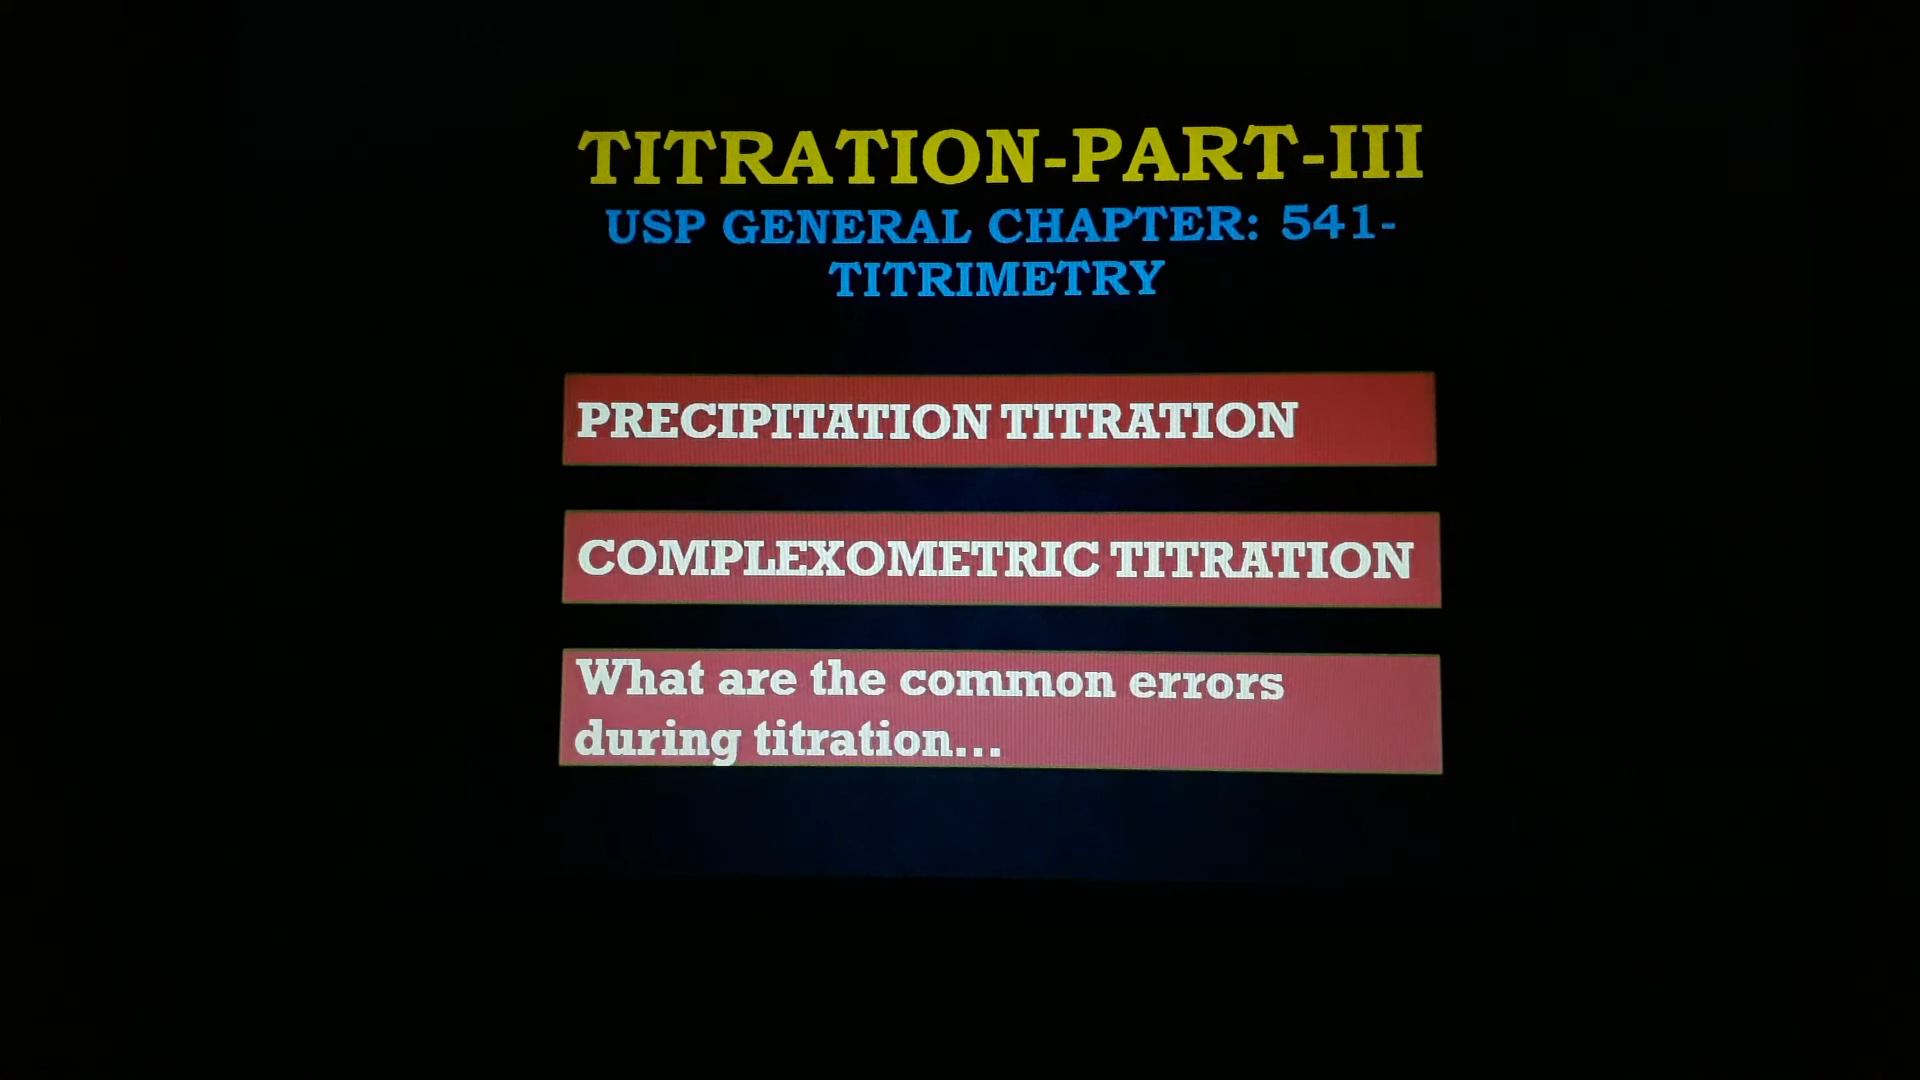 TITRATION-PART-III
USP GENERAL CHAPTER: 541-
TITRIMETRY
PRECIPITATION TITRATION
COMPLEXOMETRIC TITRATION
What are the common errors
during titration...